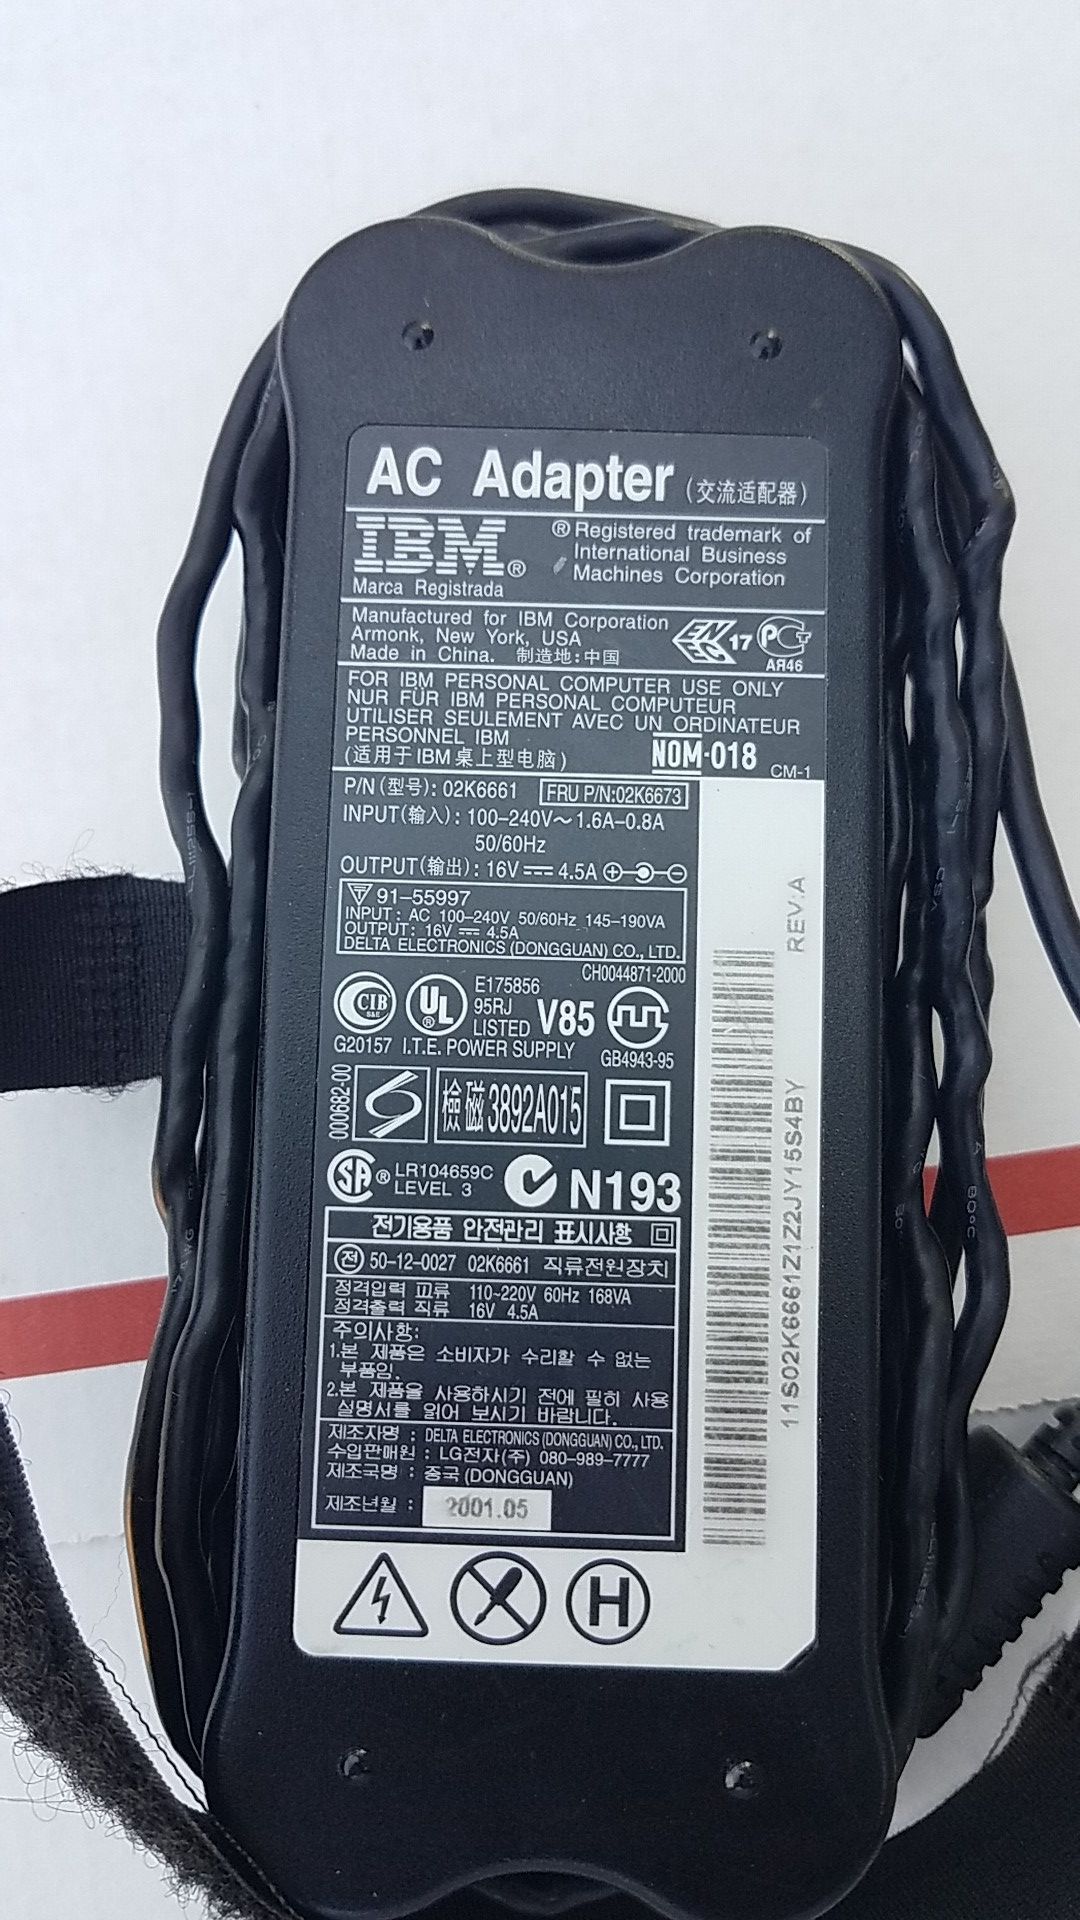 AC Adapter (交流适配器)
IBM®
Marca Registrada
® Registered trademark of
International Business
Machines Corporation
Manufactured for IBM Corporation
Armonk, New York, USA
Made in China. 制造地:中国
17
PCT
АЯ46
FOR IBM PERSONAL COMPUTER USE ONLY
NUR FÜR IBM PERSONAL COMPUTEUR
UTILISER SEULEMENT AVEC UN ORDINATEUR
PERSONNEL IBM
(适用于IBM桌上型电脑)
NOM-018
CM-1
P/N(型号): 02K6661 FRU P/N:02K6673
INPUT(输入): 100-240V～1.6A-0.8A
50/60Hz
OUTPUT(输出): 16V ⎓ 4.5A
91-55997
INPUT: AC 100-240V 50/60Hz 145-190VA
OUTPUT: 16V ⎓ 4.5A
DELTA ELECTRONICS (DONGGUAN) CO., LTD.
CH0044871-2000
CIB
S&E
G20157
UL®
E175856
95RJ
LISTED
I.T.E. POWER SUPPLY
V85
GB4943-95
000682-00
檢磁 3892A015
SA® LR104659C
LEVEL 3
N193
전기용품 안전관리 표시사항
전 50-12-0027 02K6661 직류전원장치
정격입력 교류 110~220V 60Hz 168VA
정격출력 직류 16V 4.5A
주의사항:
1.본 제품은 소비자가 수리할 수 없는
부품임.
2.본 제품을 사용하시기 전에 필히 사용
설명서를 읽어 보시기 바랍니다.
제조자명 : DELTA ELECTRONICS (DONGGUAN) CO., LTD.
수입판매원 : LG전자(주) 080-989-7777
제조국명 : 중국 (DONGGUAN)
제조년월 : 2001.05
H
REV:A
11S02K6661Z1Z2JY15S4BY